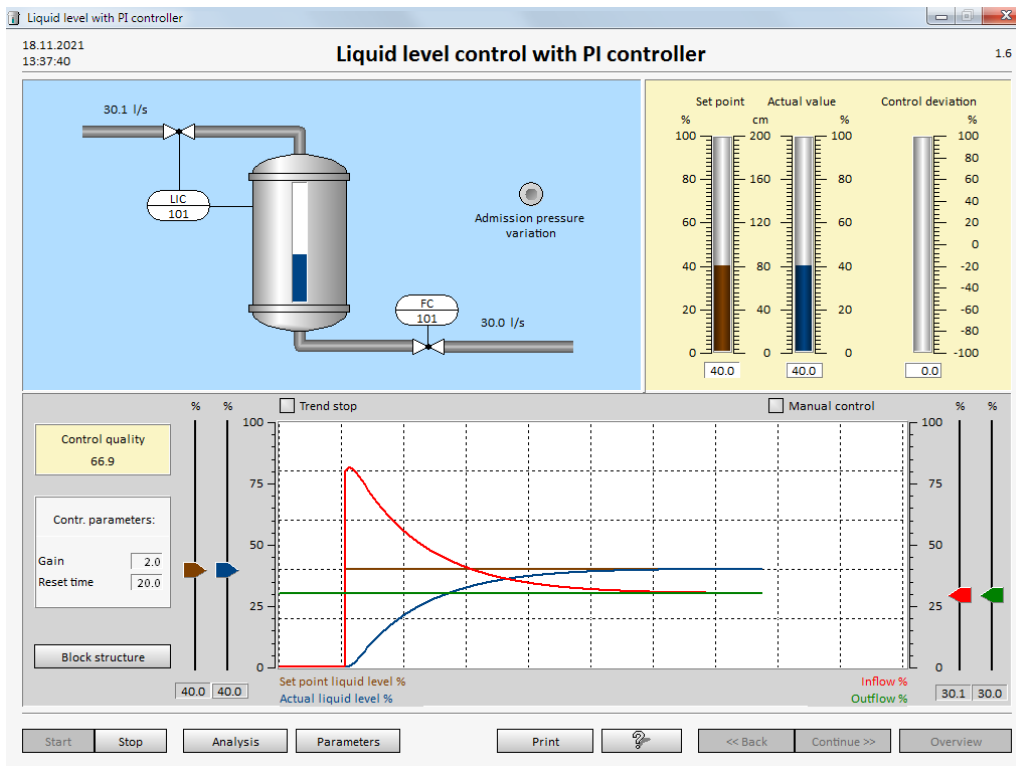 Liquid level with PI controller
18.11.2021
13:37:40
Liquid level control with PI controller
1.6
30.1 l/s
LIC
101
Admission pressure
variation
FC
101
30.0 l/s
Set point Actual value Control deviation
% cm % %
100 200 100 100
80
80 160 80 60
40
60 120 60 20
0
40 80 40 -20
-40
20 40 20 -60
-80
0 0 0 -100
40.0 40.0 0.0
% % Trend stop Manual control % %
100 100
Control quality
66.9
75 75
Contr. parameters:
50 50
Gain 2.0
Reset time 20.0
25 25
Block structure
0 0
40.0 40.0
Set point liquid level % Inflow %
Actual liquid level % Outflow %
30.1 30.0
Start Stop Analysis Parameters Print ? << Back Continue >> Overview